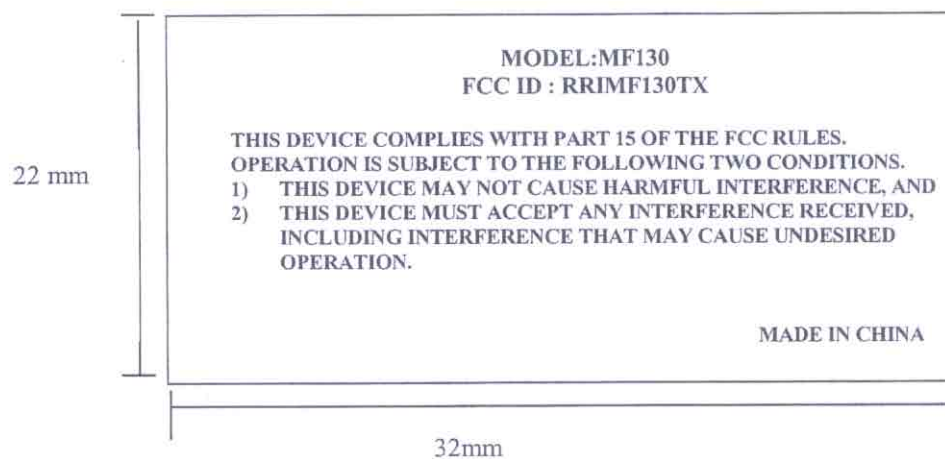 MODEL:MF130
FCC ID : RRIMF130TX
THIS DEVICE COMPLIES WITH PART 15 OF THE FCC RULES.
OPERATION IS SUBJECT TO THE FOLLOWING TWO CONDITIONS.
1) THIS DEVICE MAY NOT CAUSE HARMFUL INTERFERENCE, AND
2) THIS DEVICE MUST ACCEPT ANY INTERFERENCE RECEIVED,
INCLUDING INTERFERENCE THAT MAY CAUSE UNDESIRED
OPERATION.
22 mm
MADE IN CHINA
32mm